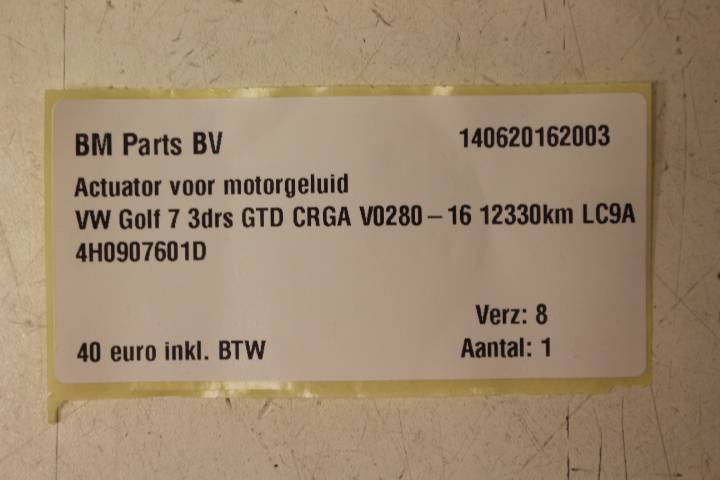 BM Parts BV 140620162003
Actuator voor motorgeluid
VW Golf 7 3drs GTD CRGA V0280-16 12330km LC9A
4H0907601D
Verz: 8
40 euro inkl. BTW Aantal: 1